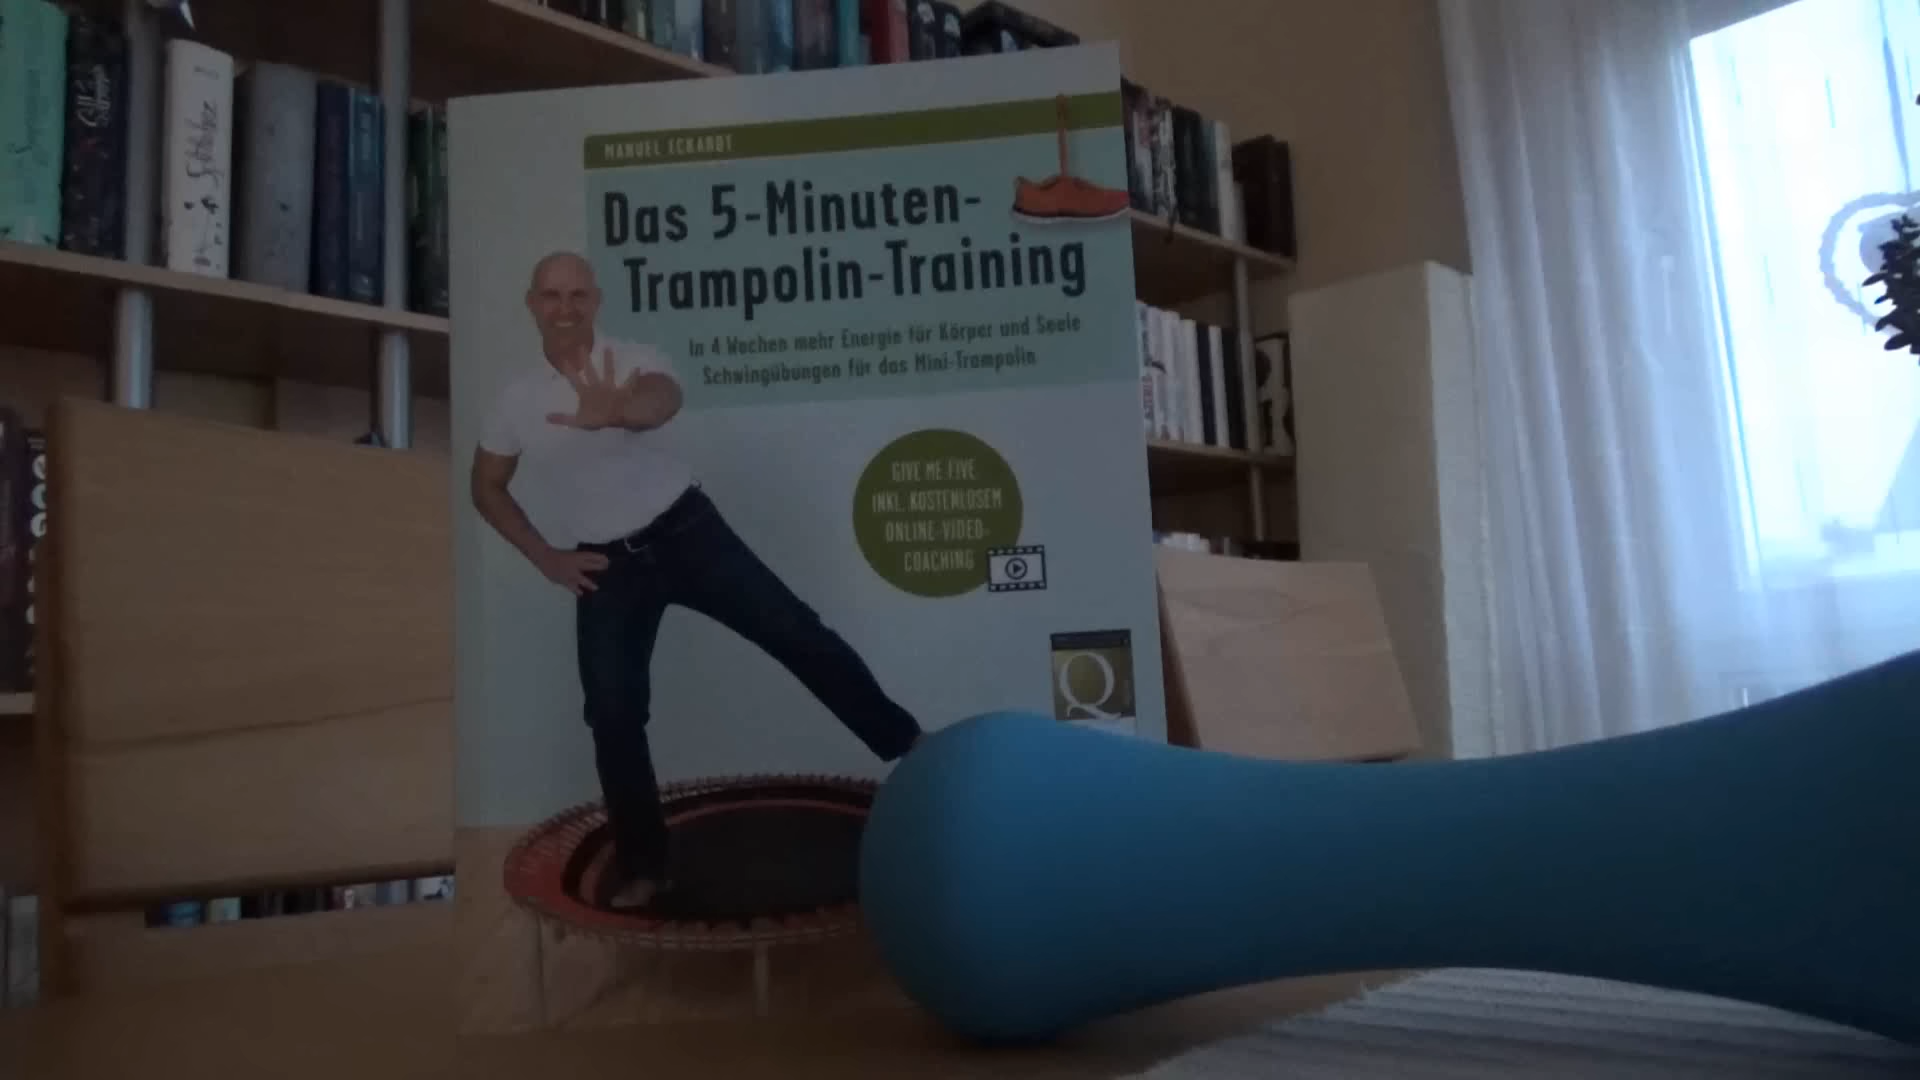 MANUEL ECKARDT
Das 5-Minuten-
Trampolin-Training
In 4 Wochen mehr Energie für Körper und Seele
Schwingübungen für das Mini-Trampolin
GIVE ME FIVE
INKL. KOSTENLOSEM
ONLINE-VIDEO-
COACHING
Q